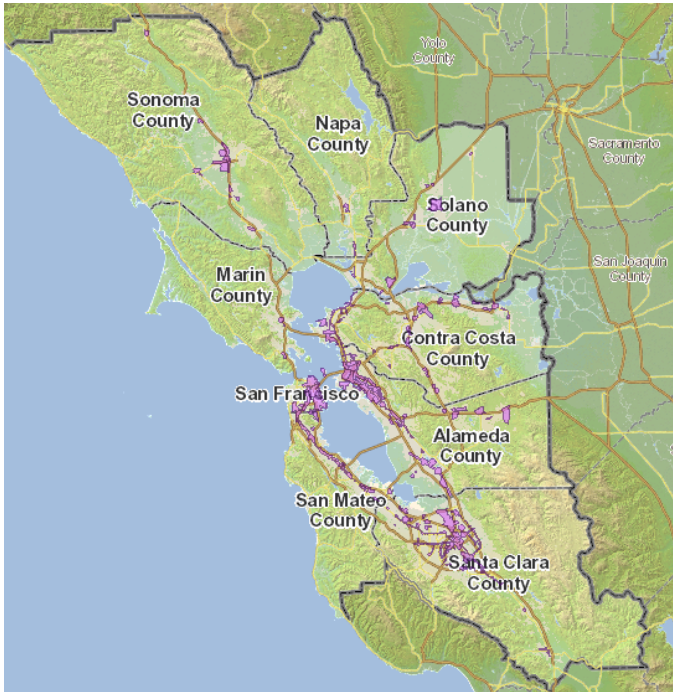 Yolo
County
Sonoma
County
Napa
County
Sacramento
County
Solano
County
San Joaquin
County
Marin
County
Contra Costa
County
San Francisco
Alameda
County
San Mateo
County
Santa Clara
County